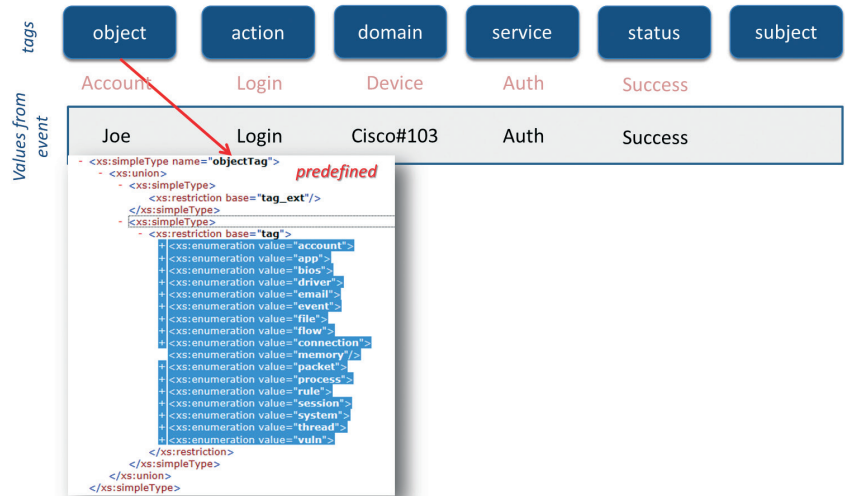 tags
object action domain service status subject
Account Login Device Auth Success
Values from
event
Joe Login Cisco#103 Auth Success
predefined
- <xs:simpleType name="objectTag">
- <xs:union>
- <xs:simpleType>
<xs:restriction base="tag_ext"/>
</xs:simpleType>
- <xs:simpleType>
- <xs:restriction base="tag">
+ <xs:enumeration value="account">
+ <xs:enumeration value="app">
+ <xs:enumeration value="bios">
+ <xs:enumeration value="driver">
+ <xs:enumeration value="email">
+ <xs:enumeration value="event">
+ <xs:enumeration value="file">
+ <xs:enumeration value="flow">
+ <xs:enumeration value="connection">
<xs:enumeration value="memory"/>
+ <xs:enumeration value="packet">
+ <xs:enumeration value="process">
+ <xs:enumeration value="rule">
+ <xs:enumeration value="session">
+ <xs:enumeration value="system">
+ <xs:enumeration value="thread">
+ <xs:enumeration value="vuln">
</xs:restriction>
</xs:simpleType>
</xs:union>
</xs:simpleType>